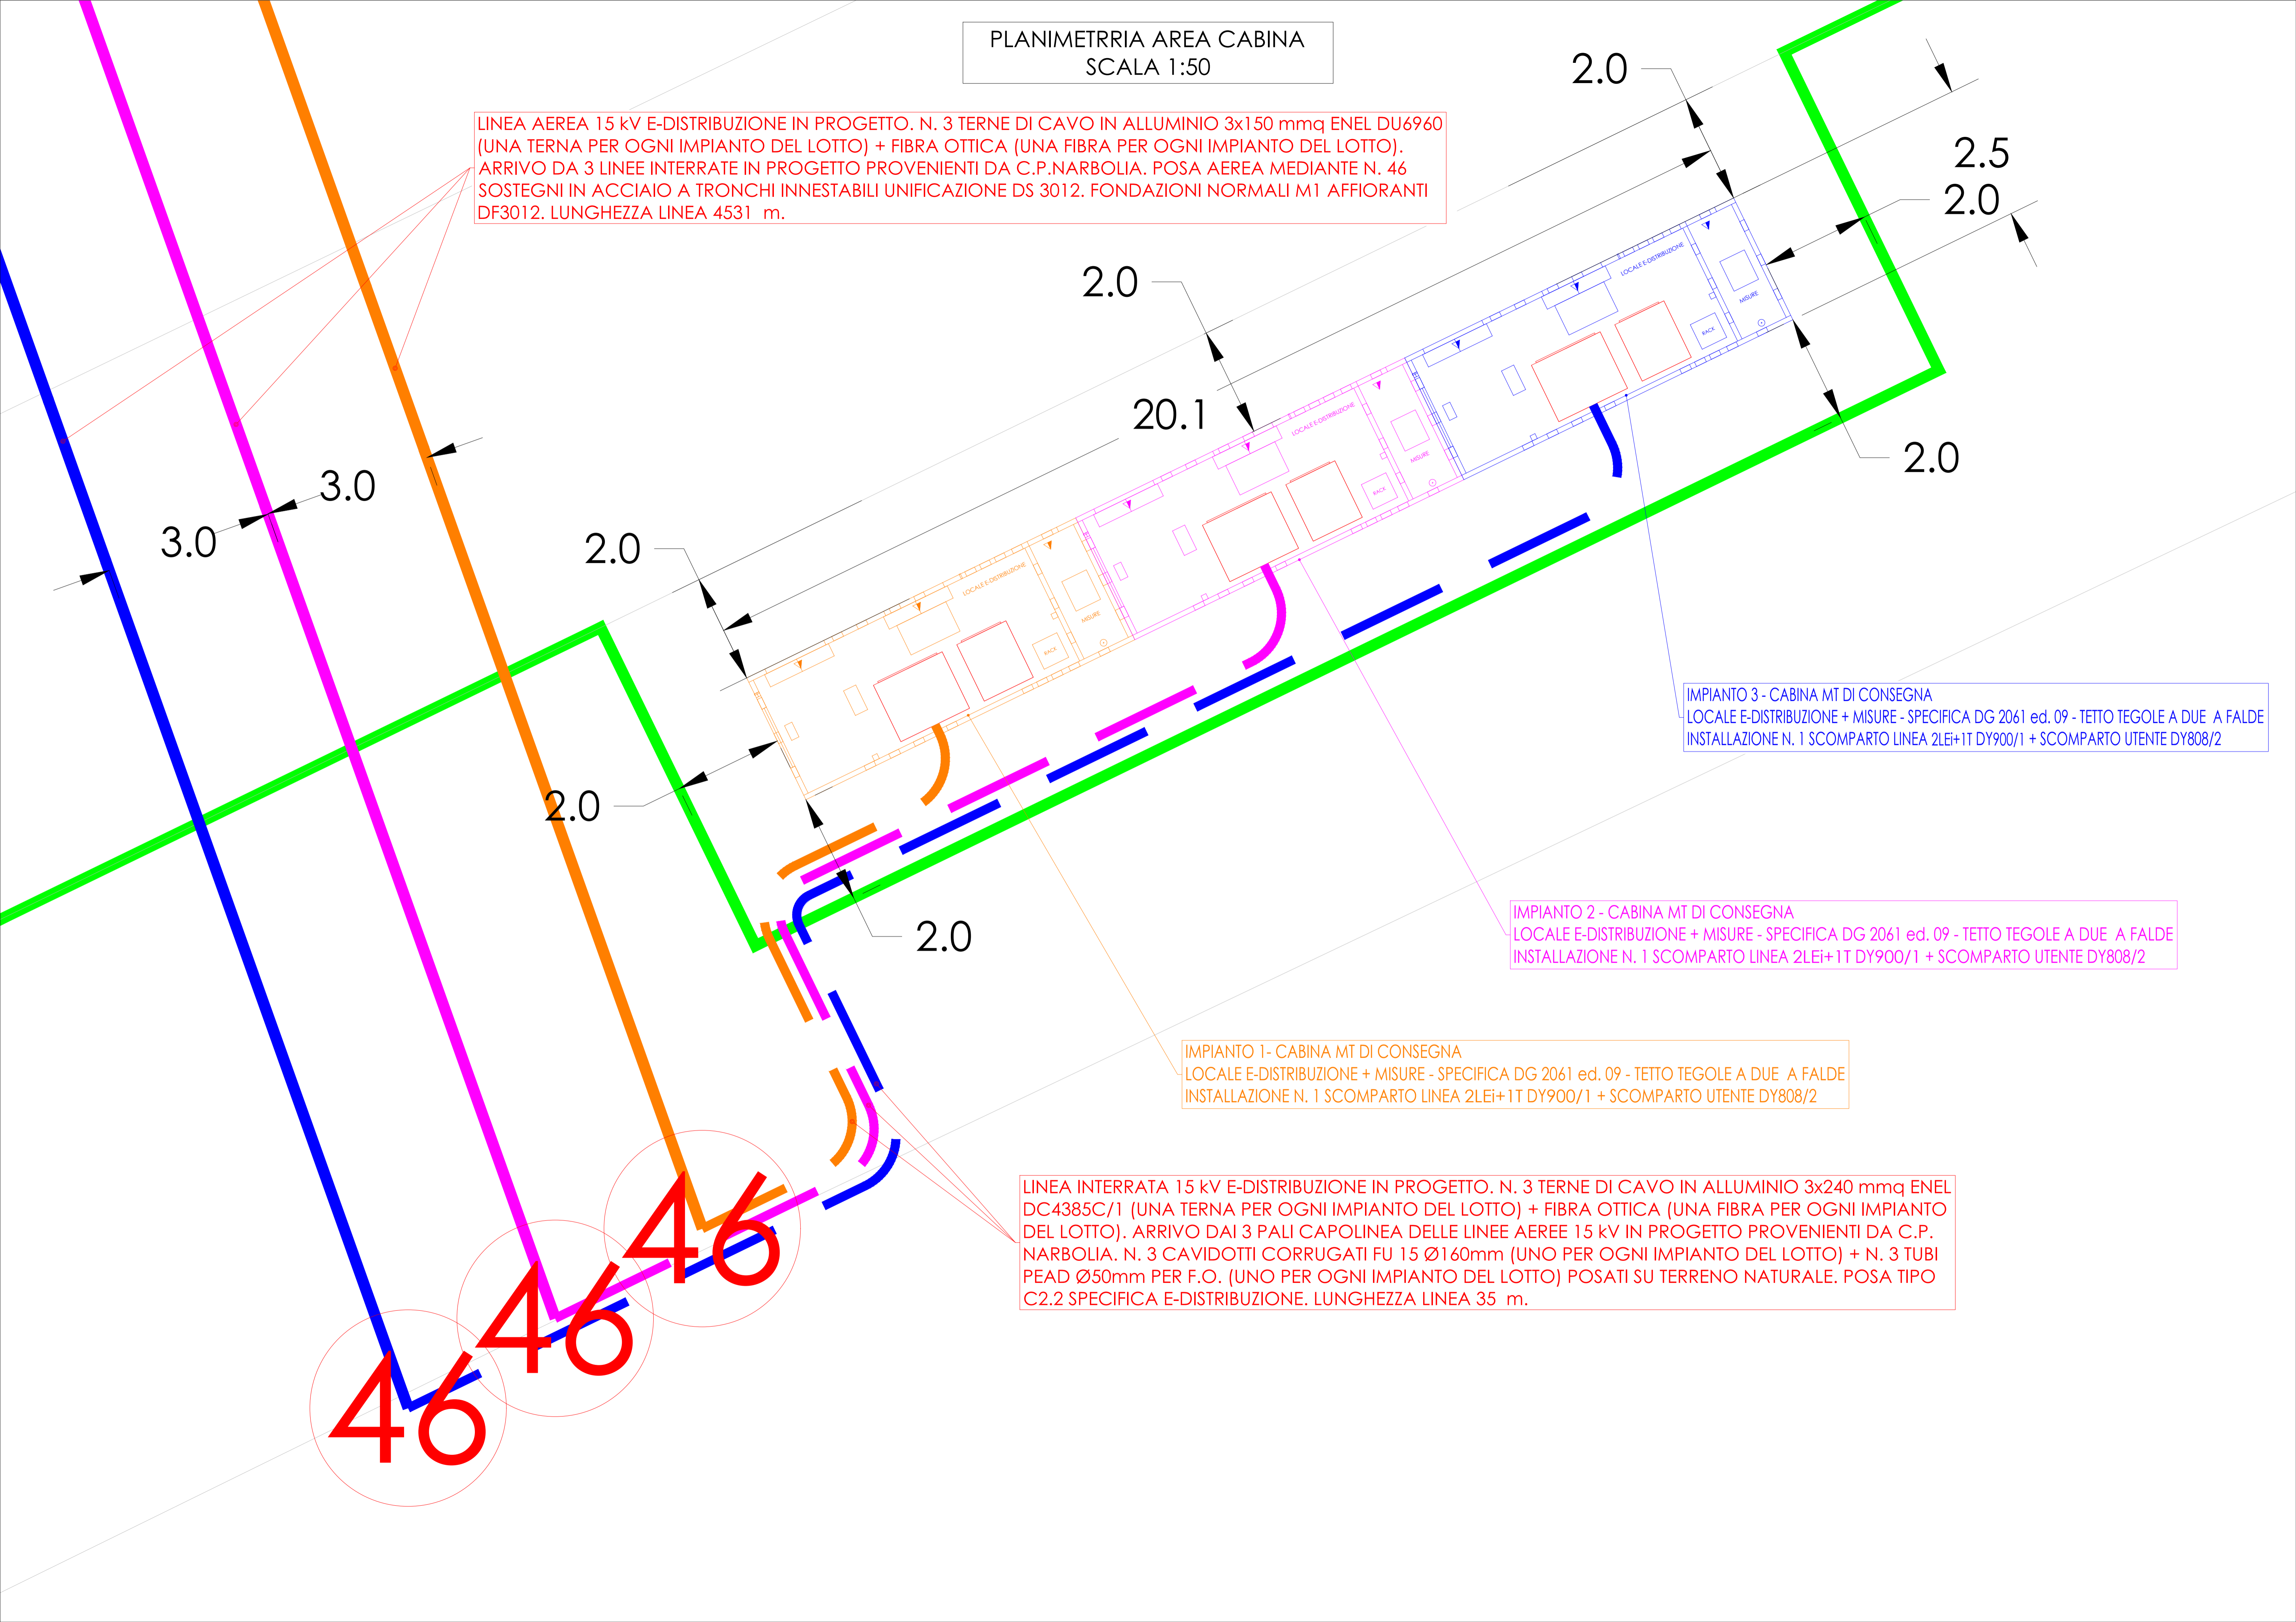 PLANIMETRRIA AREA CABINA
SCALA 1:50
LINEA AEREA 15 kV E-DISTRIBUZIONE IN PROGETTO. N. 3 TERNE DI CAVO IN ALLUMINIO 3x150 mmq ENEL DU6960
(UNA TERNA PER OGNI IMPIANTO DEL LOTTO) + FIBRA OTTICA (UNA FIBRA PER OGNI IMPIANTO DEL LOTTO).
ARRIVO DA 3 LINEE INTERRATE IN PROGETTO PROVENIENTI DA C.P.NARBOLIA. POSA AEREA MEDIANTE N. 46
SOSTEGNI IN ACCIAIO A TRONCHI INNESTABILI UNIFICAZIONE DS 3012. FONDAZIONI NORMALI M1 AFFIORANTI
DF3012. LUNGHEZZA LINEA 4531 m.
2.0
2.5
2.0
2.0
20.1
2.0
3.0
3.0
2.0
2.0
2.0
LOCALE E-DISTRIBUZIONE
MISURE
RACK
LOCALE E-DISTRIBUZIONE
MISURE
RACK
LOCALE E-DISTRIBUZIONE
MISURE
RACK
IMPIANTO 3 - CABINA MT DI CONSEGNA
LOCALE E-DISTRIBUZIONE + MISURE - SPECIFICA DG 2061 ed. 09 - TETTO TEGOLE A DUE A FALDE
INSTALLAZIONE N. 1 SCOMPARTO LINEA 2LEi+1T DY900/1 + SCOMPARTO UTENTE DY808/2
IMPIANTO 2 - CABINA MT DI CONSEGNA
LOCALE E-DISTRIBUZIONE + MISURE - SPECIFICA DG 2061 ed. 09 - TETTO TEGOLE A DUE A FALDE
INSTALLAZIONE N. 1 SCOMPARTO LINEA 2LEi+1T DY900/1 + SCOMPARTO UTENTE DY808/2
IMPIANTO 1- CABINA MT DI CONSEGNA
LOCALE E-DISTRIBUZIONE + MISURE - SPECIFICA DG 2061 ed. 09 - TETTO TEGOLE A DUE A FALDE
INSTALLAZIONE N. 1 SCOMPARTO LINEA 2LEi+1T DY900/1 + SCOMPARTO UTENTE DY808/2
LINEA INTERRATA 15 kV E-DISTRIBUZIONE IN PROGETTO. N. 3 TERNE DI CAVO IN ALLUMINIO 3x240 mmq ENEL
DC4385C/1 (UNA TERNA PER OGNI IMPIANTO DEL LOTTO) + FIBRA OTTICA (UNA FIBRA PER OGNI IMPIANTO
DEL LOTTO). ARRIVO DAI 3 PALI CAPOLINEA DELLE LINEE AEREE 15 kV IN PROGETTO PROVENIENTI DA C.P.
NARBOLIA. N. 3 CAVIDOTTI CORRUGATI FU 15 Ø160mm (UNO PER OGNI IMPIANTO DEL LOTTO) + N. 3 TUBI
PEAD Ø50mm PER F.O. (UNO PER OGNI IMPIANTO DEL LOTTO) POSATI SU TERRENO NATURALE. POSA TIPO
C2.2 SPECIFICA E-DISTRIBUZIONE. LUNGHEZZA LINEA 35 m.
46
46
46